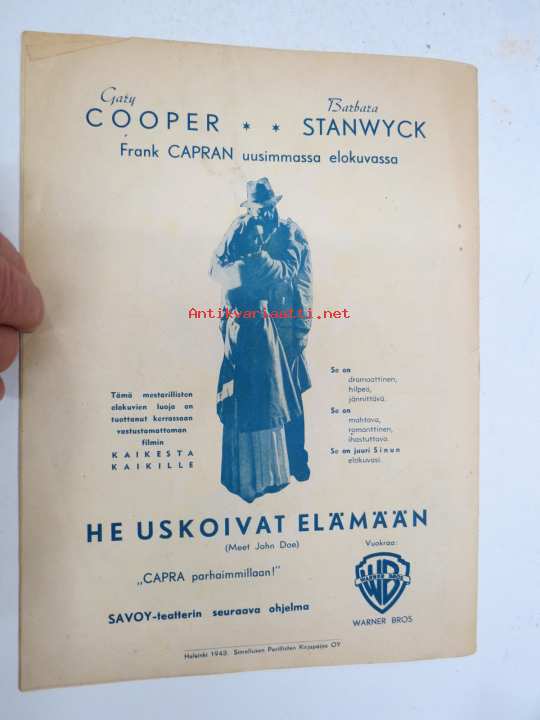 Gary
COOPER * * Barbara STANWYCK
Frank CAPRAN uusimmassa elokuvassa
Antikvariaatti.net
Tämä mestarillisten
elokuvien luoja on
tuottanut kerrassaan
vastustamattoman
filmin
KAIKESTA
KAIKILLE
Se on
dramaattinen,
hilpeä,
jännittävä.
Se on
mahtava,
romanttinen,
ihastuttava.
Se on juuri Sinun
elokuvasi.
HE USKOIVAT ELÄMÄÄN
(Meet John Doe)
„CAPRA parhaimmillaan!"
SAVOY-teatterin seuraava ohjelma
Vuokraa:
WB
WARNER BROS
WARNER BROS.
Helsinki 1943. Simeliusen Perillisten Kirjapaino OY